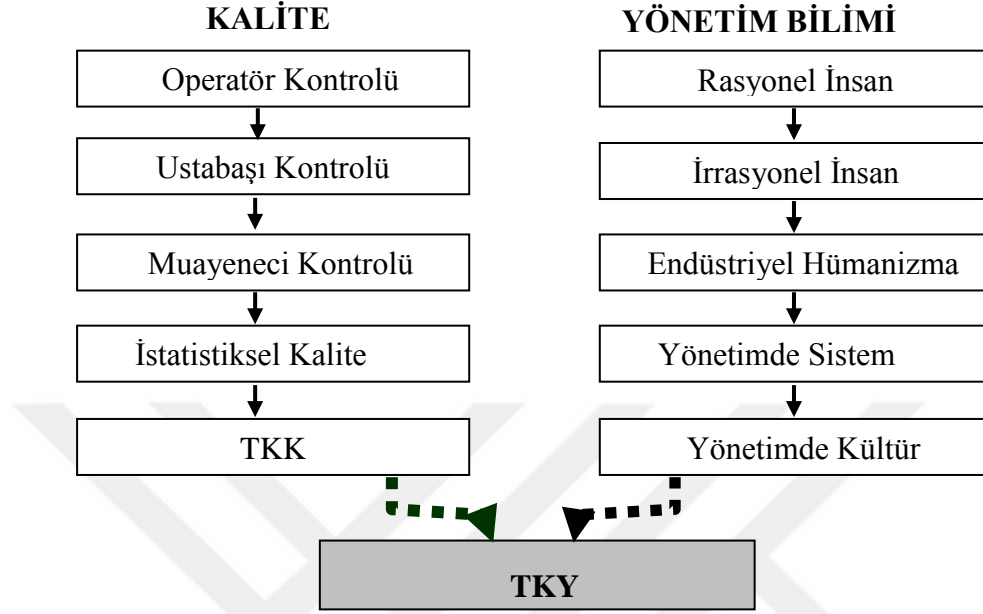 KALİTE
Operatör Kontrolü
Ustabaşı Kontrolü
Muayeneci Kontrolü
İstatistiksel Kalite
TKK
YÖNETİM BİLİMİ
Rasyonel İnsan
İrrasyonel İnsan
Endüstriyel Hümanizma
Yönetimde Sistem
Yönetimde Kültür
TKY